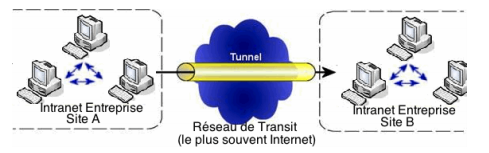 Tunnel
Intranet Entreprise
Site A
Réseau de Transit
(le plus souvent Internet)
Intranet Entreprise
Site B